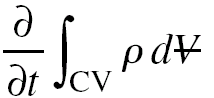 ∂/∂t ∫_CV ρ dV̶